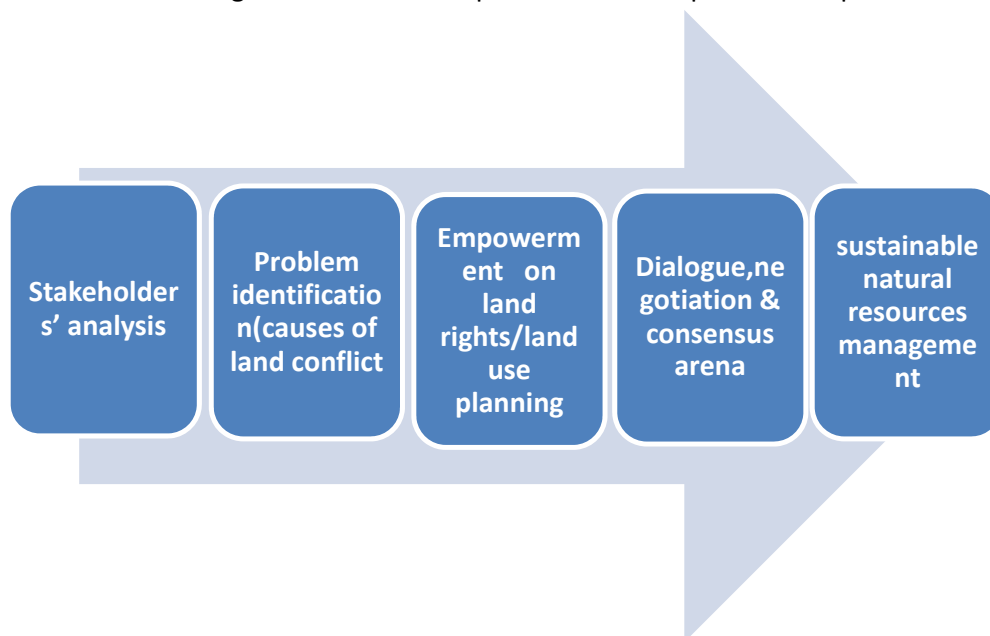 Stakeholder
s' analysis
Problem
identificatio
n(causes of
land conflict
Empowerm
ent on
land
rights/land
use
planning
Dialogue,ne
gotiation &
consensus
arena
sustainable
natural
resources
manageme
nt